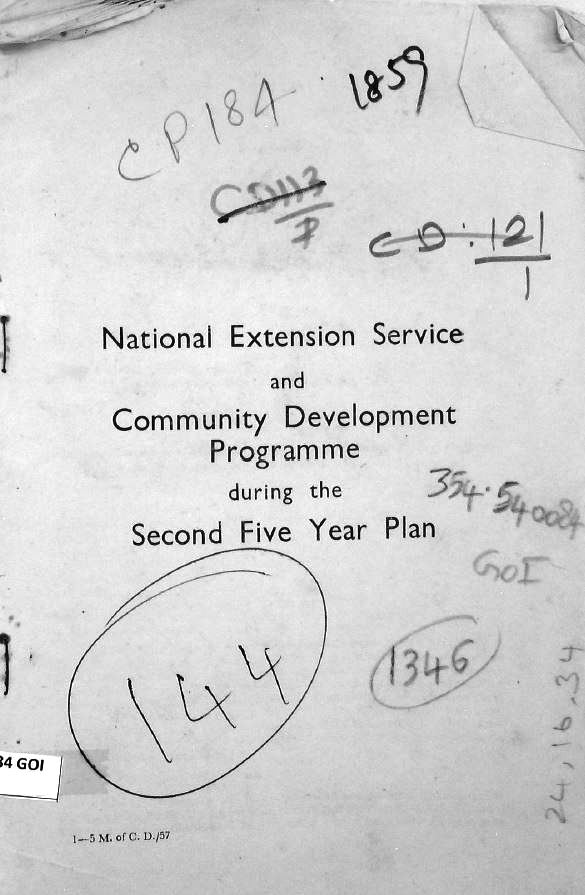 CP184
1859
CD113
P
CD:121
1
National Extension Service
and
Community Development
Programme
during the
Second Five Year Plan
354.540084
GOI
144
1346
24,16,34
34 GOI
1—5 M. of C. D./57